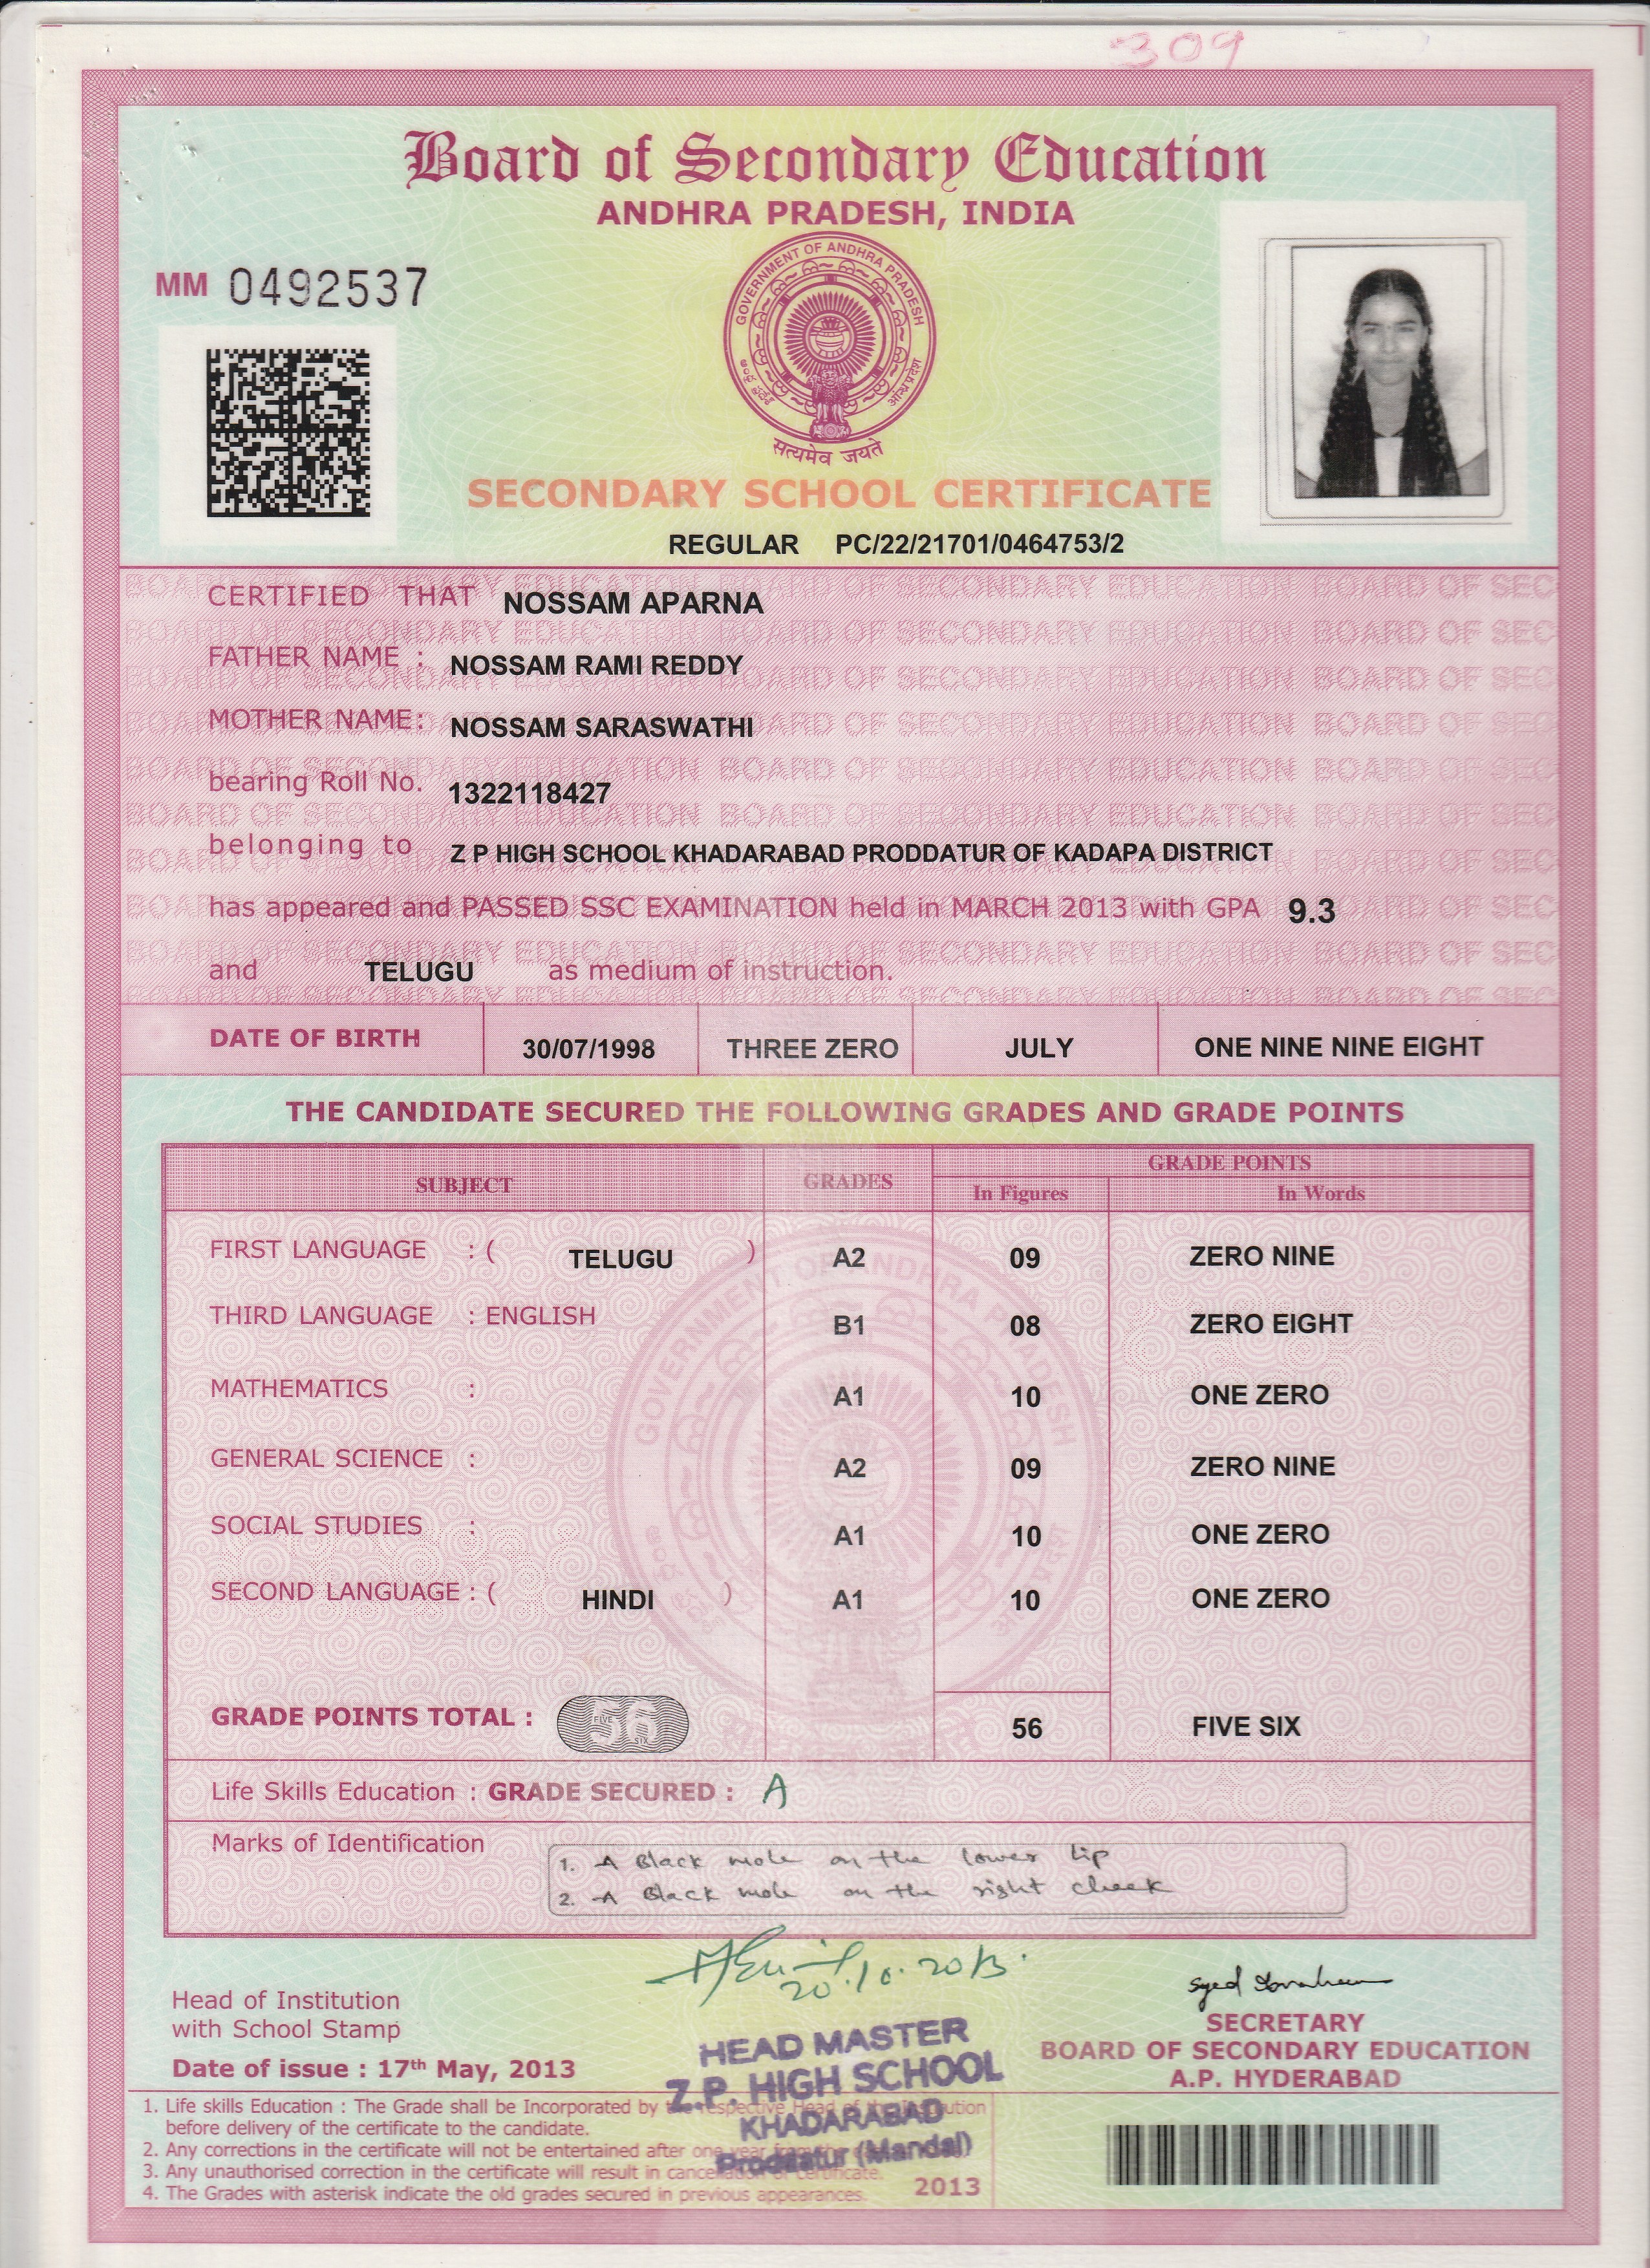 309
Board of Secondary Education
ANDHRA PRADESH, INDIA
MM 0492537
GOVERNMENT OF ANDHRA PRADESH
सत्यमेव जयते
SECONDARY SCHOOL CERTIFICATE
REGULAR PC/22/21701/0464753/2
CERTIFIED THAT NOSSAM APARNA
FATHER NAME : NOSSAM RAMI REDDY
MOTHER NAME: NOSSAM SARASWATHI
bearing Roll No. 1322118427
belonging to Z P HIGH SCHOOL KHADARABAD PRODDATUR OF KADAPA DISTRICT
has appeared and PASSED SSC EXAMINATION held in MARCH 2013 with GPA 9.3
and TELUGU as medium of instruction.
DATE OF BIRTH 30/07/1998 THREE ZERO JULY ONE NINE NINE EIGHT
THE CANDIDATE SECURED THE FOLLOWING GRADES AND GRADE POINTS
SUBJECT GRADES GRADE POINTS
In Figures In Words
FIRST LANGUAGE : ( TELUGU ) A2 09 ZERO NINE
THIRD LANGUAGE : ENGLISH B1 08 ZERO EIGHT
MATHEMATICS : A1 10 ONE ZERO
GENERAL SCIENCE : A2 09 ZERO NINE
SOCIAL STUDIES : A1 10 ONE ZERO
SECOND LANGUAGE : ( HINDI ) A1 10 ONE ZERO
GRADE POINTS TOTAL : 56 56 FIVE SIX
Life Skills Education : GRADE SECURED : A
Marks of Identification
1. A Black mole on the lower lip
2. A Black mole on the right cheek
20.10.2013
Head of Institution
with School Stamp
Date of issue : 17th May, 2013
HEAD MASTER
Z.P. HIGH SCHOOL
KHADARABAD
Proddatur (Mandal)
SECRETARY
BOARD OF SECONDARY EDUCATION
A.P. HYDERABAD
1. Life skills Education : The Grade shall be Incorporated by the respective Head of the Institution
before delivery of the certificate to the candidate.
2. Any corrections in the certificate will not be entertained after one year from the
3. Any unauthorised correction in the certificate will result in cancellation of certificate.
4. The Grades with asterisk indicate the old grades secured in previous appearances.
2013